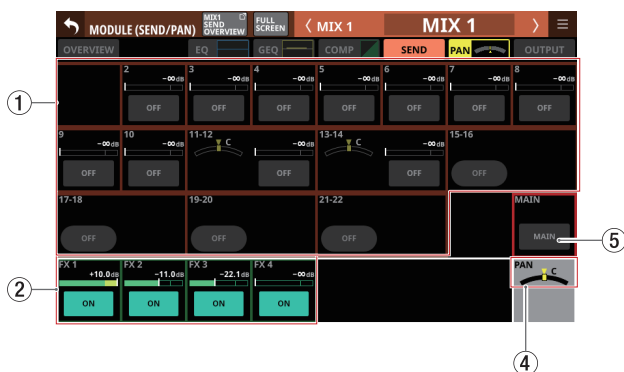 MODULE (SEND/PAN) MIX1 SEND OVERVIEW FULL SCREEN MIX 1 MIX 1
OVERVIEW EQ GEQ COMP SEND PAN OUTPUT
2 3 4 5 6 7 8
-∞dB -∞dB -∞dB -∞dB -∞dB -∞dB -∞dB
OFF OFF OFF OFF OFF OFF OFF
1
9 10 11-12 13-14 15-16
-∞dB -∞dB C -∞dB C -∞dB
OFF OFF OFF OFF OFF
17-18 19-20 21-22 MAIN
OFF OFF OFF MAIN
5
FX 1 FX 2 FX 3 FX 4 PAN
+10.0dB -11.0dB -22.1dB -∞dB C
2
ON ON ON ON
4